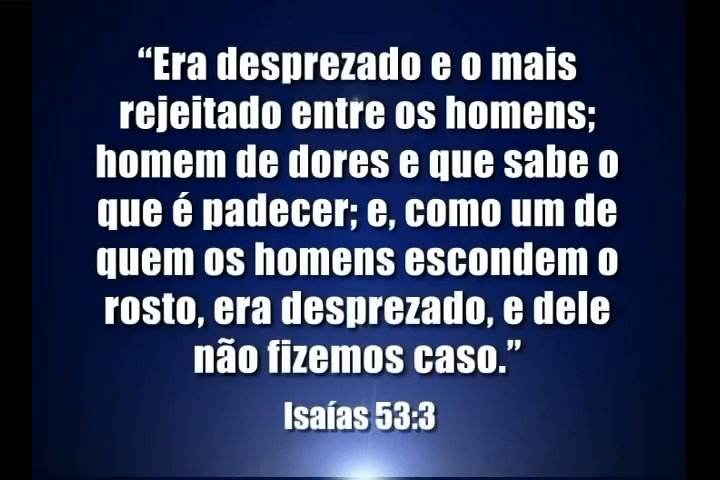 “Era desprezado e o mais
rejeitado entre os homens;
homem de dores e que sabe o
que é padecer; e, como um de
quem os homens escondem o
rosto, era desprezado, e dele
não fizemos caso.”
Isaías 53:3